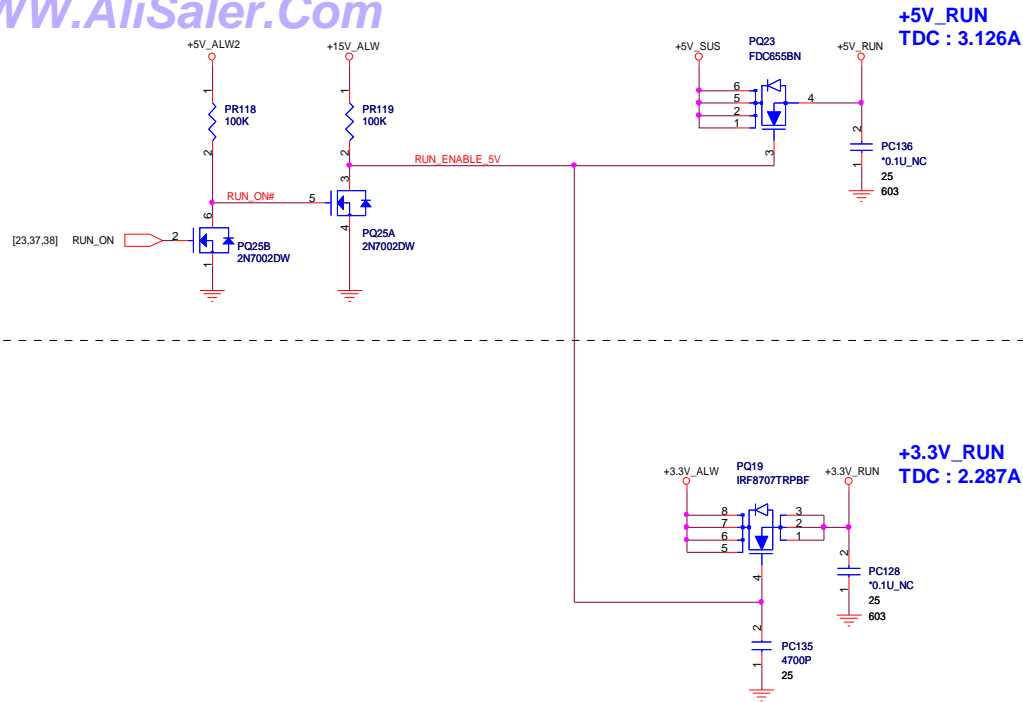 WW.AliSaler.Com
+5V_RUN
TDC : 3.126A
+5V_ALW2
+15V_ALW
+5V_SUS
PQ23
FDC655BN
+5V_RUN
1
PR118
100K
2
1
PR119
100K
2
6
5
2
1
4
3
2
PC136
*0.1U_NC
1
25
603
RUN_ENABLE_5V
RUN_ON#
5
3
4
PQ25A
2N7002DW
[23,37,38]
RUN_ON
2
6
1
PQ25B
2N7002DW
+3.3V_RUN
TDC : 2.287A
+3.3V_ALW
PQ19
IRF8707TRPBF
+3.3V_RUN
8
7
6
5
3
2
1
4
2
PC128
*0.1U_NC
1
25
603
2
PC135
4700P
1
25